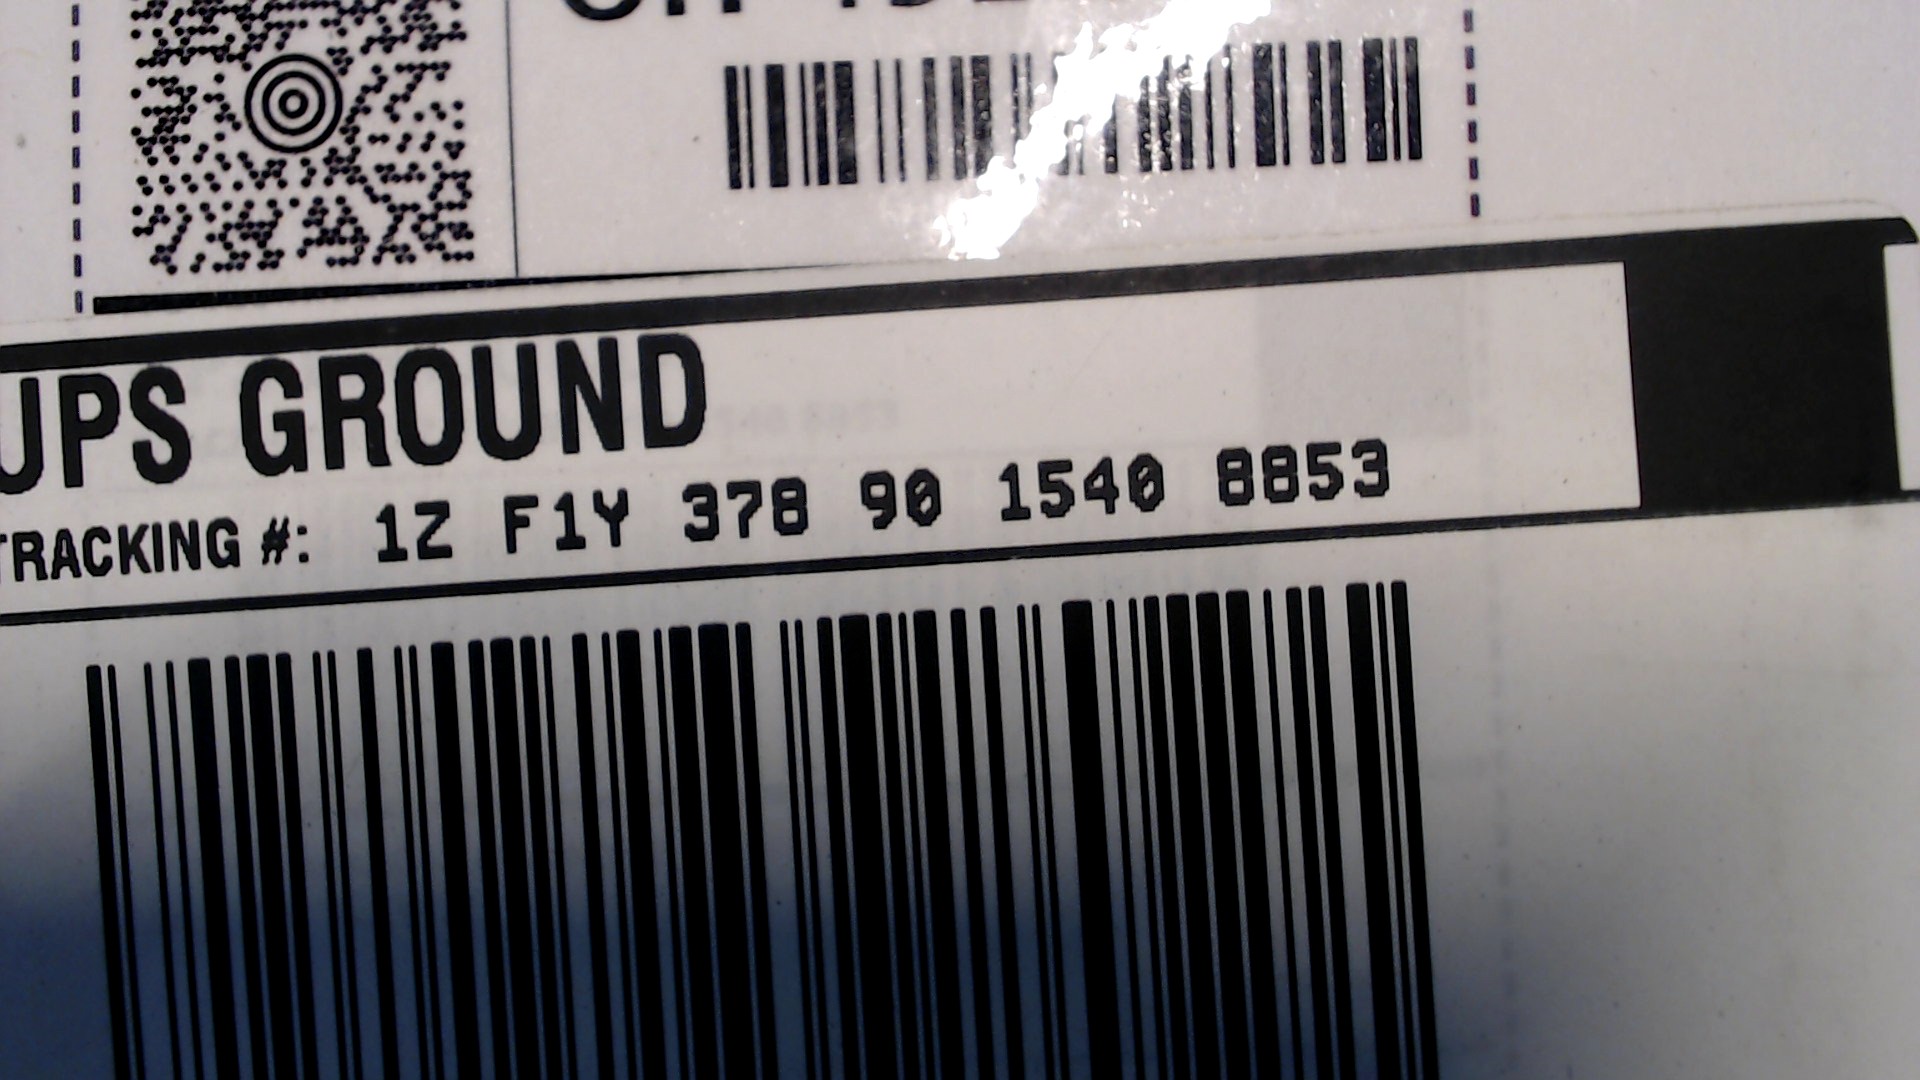 UPS GROUND
TRACKING #: 1Z F1Y 378 90 1540 8853